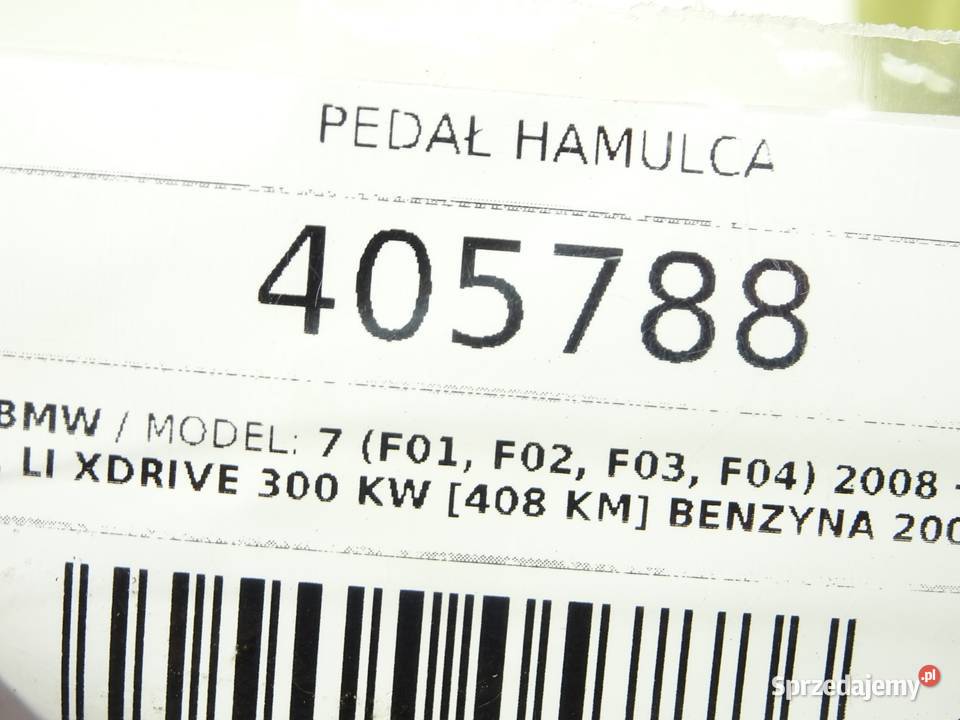 PEDAŁ HAMULCA
405788
BMW / MODEL: 7 (F01, F02, F03, F04) 2008 -
LI XDRIVE 300 KW [408 KM] BENZYNA 200
Sprzedajemy.pl